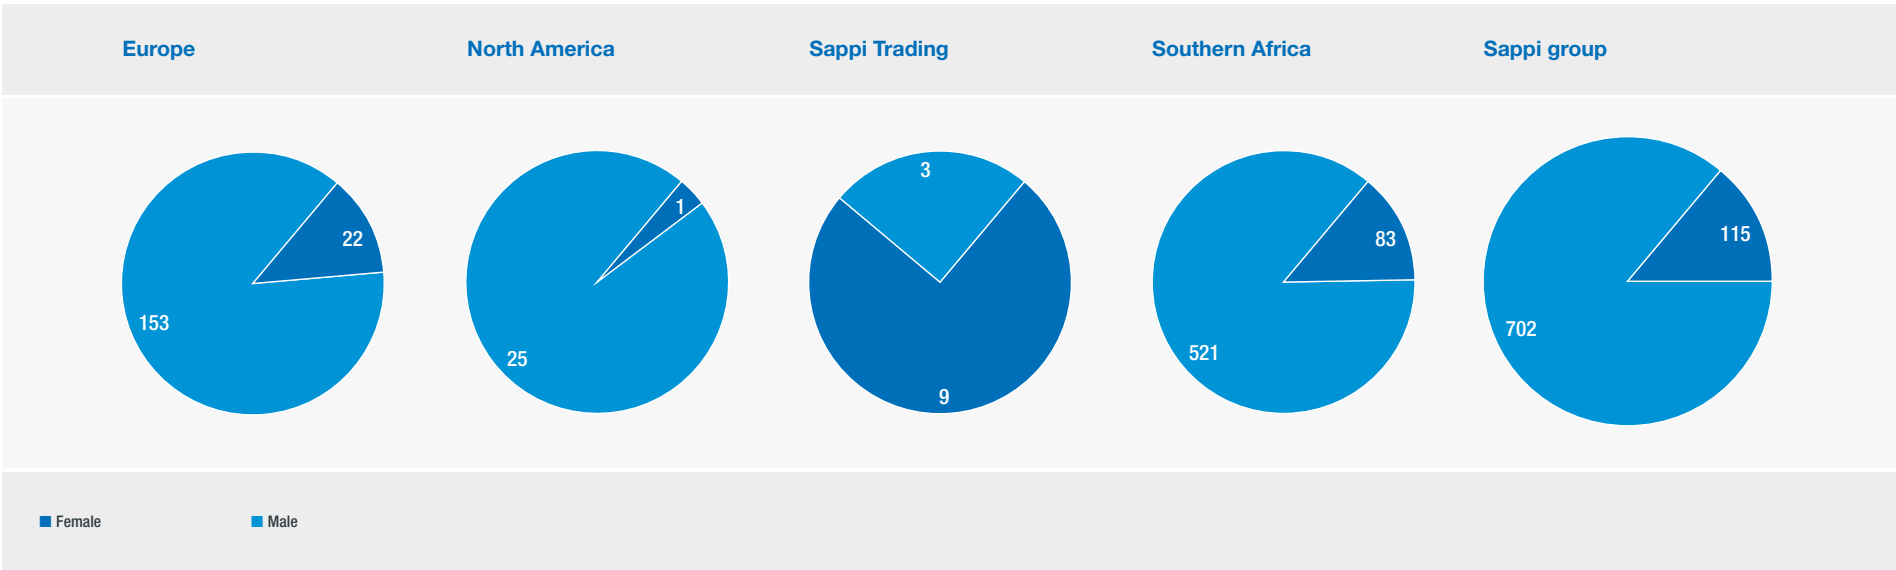 Europe
North America
Sappi Trading
Southern Africa
Sappi group
22
153
1
25
3
9
83
521
115
702
Female
Male